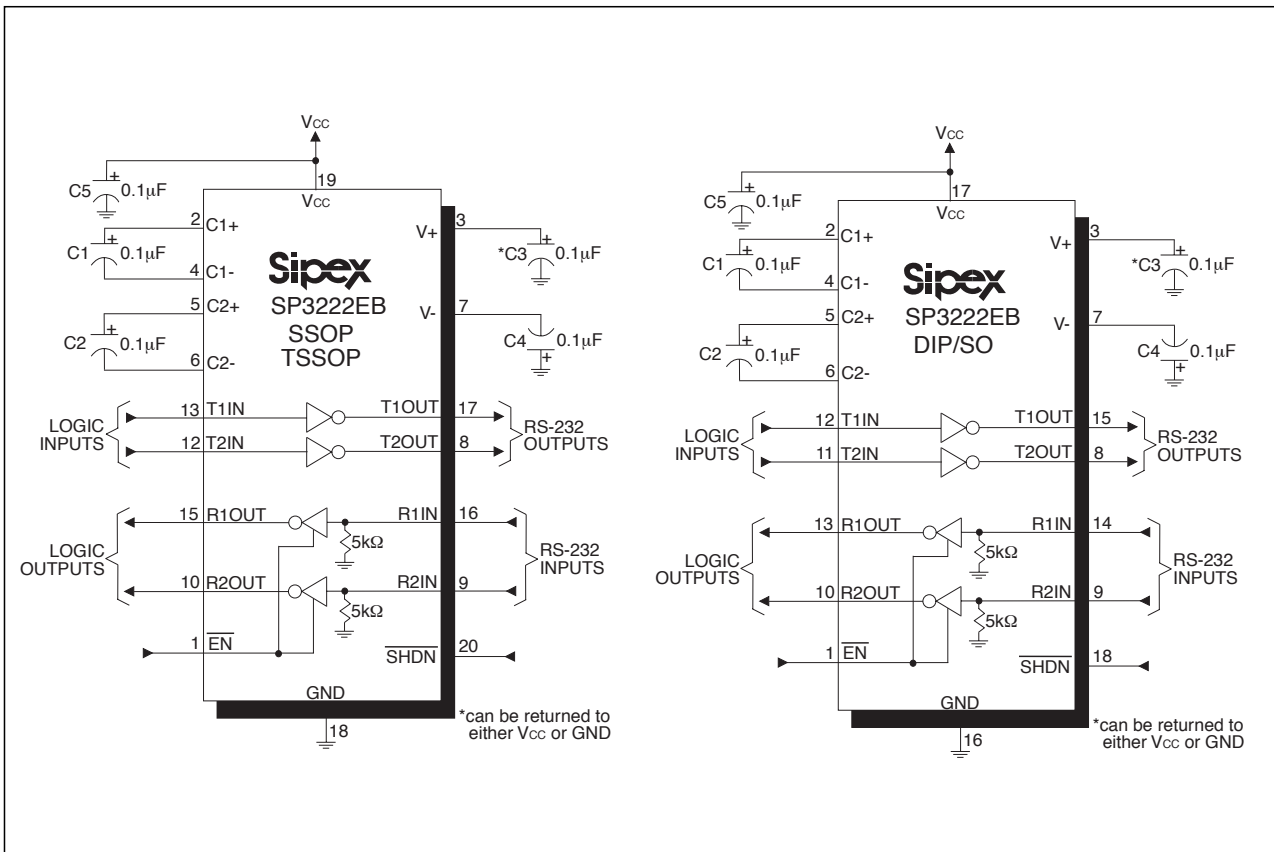 VCC
19
VCC
C5
+
0.1µF
2
C1+
C1
+
0.1µF
4
C1-
5
C2+
C2
+
0.1µF
6
C2-
V+
3
*C3
+
0.1µF
V-
7
C4
0.1µF
+
Sipex
SP3222EB
SSOP
TSSOP
LOGIC
INPUTS
13
T1IN
T1OUT
17
12
T2IN
T2OUT
8
RS-232
OUTPUTS
LOGIC
OUTPUTS
15
R1OUT
R1IN
16
5kΩ
10
R2OUT
R2IN
9
5kΩ
RS-232
INPUTS
1
EN
SHDN
20
GND
18
*can be returned to
either VCC or GND
VCC
17
VCC
C5
+
0.1µF
2
C1+
C1
+
0.1µF
4
C1-
5
C2+
C2
+
0.1µF
6
C2-
V+
3
*C3
+
0.1µF
V-
7
C4
0.1µF
+
Sipex
SP3222EB
DIP/SO
LOGIC
INPUTS
12
T1IN
T1OUT
15
11
T2IN
T2OUT
8
RS-232
OUTPUTS
LOGIC
OUTPUTS
13
R1OUT
R1IN
14
5kΩ
10
R2OUT
R2IN
9
5kΩ
RS-232
INPUTS
1
EN
SHDN
18
GND
16
*can be returned to
either VCC or GND